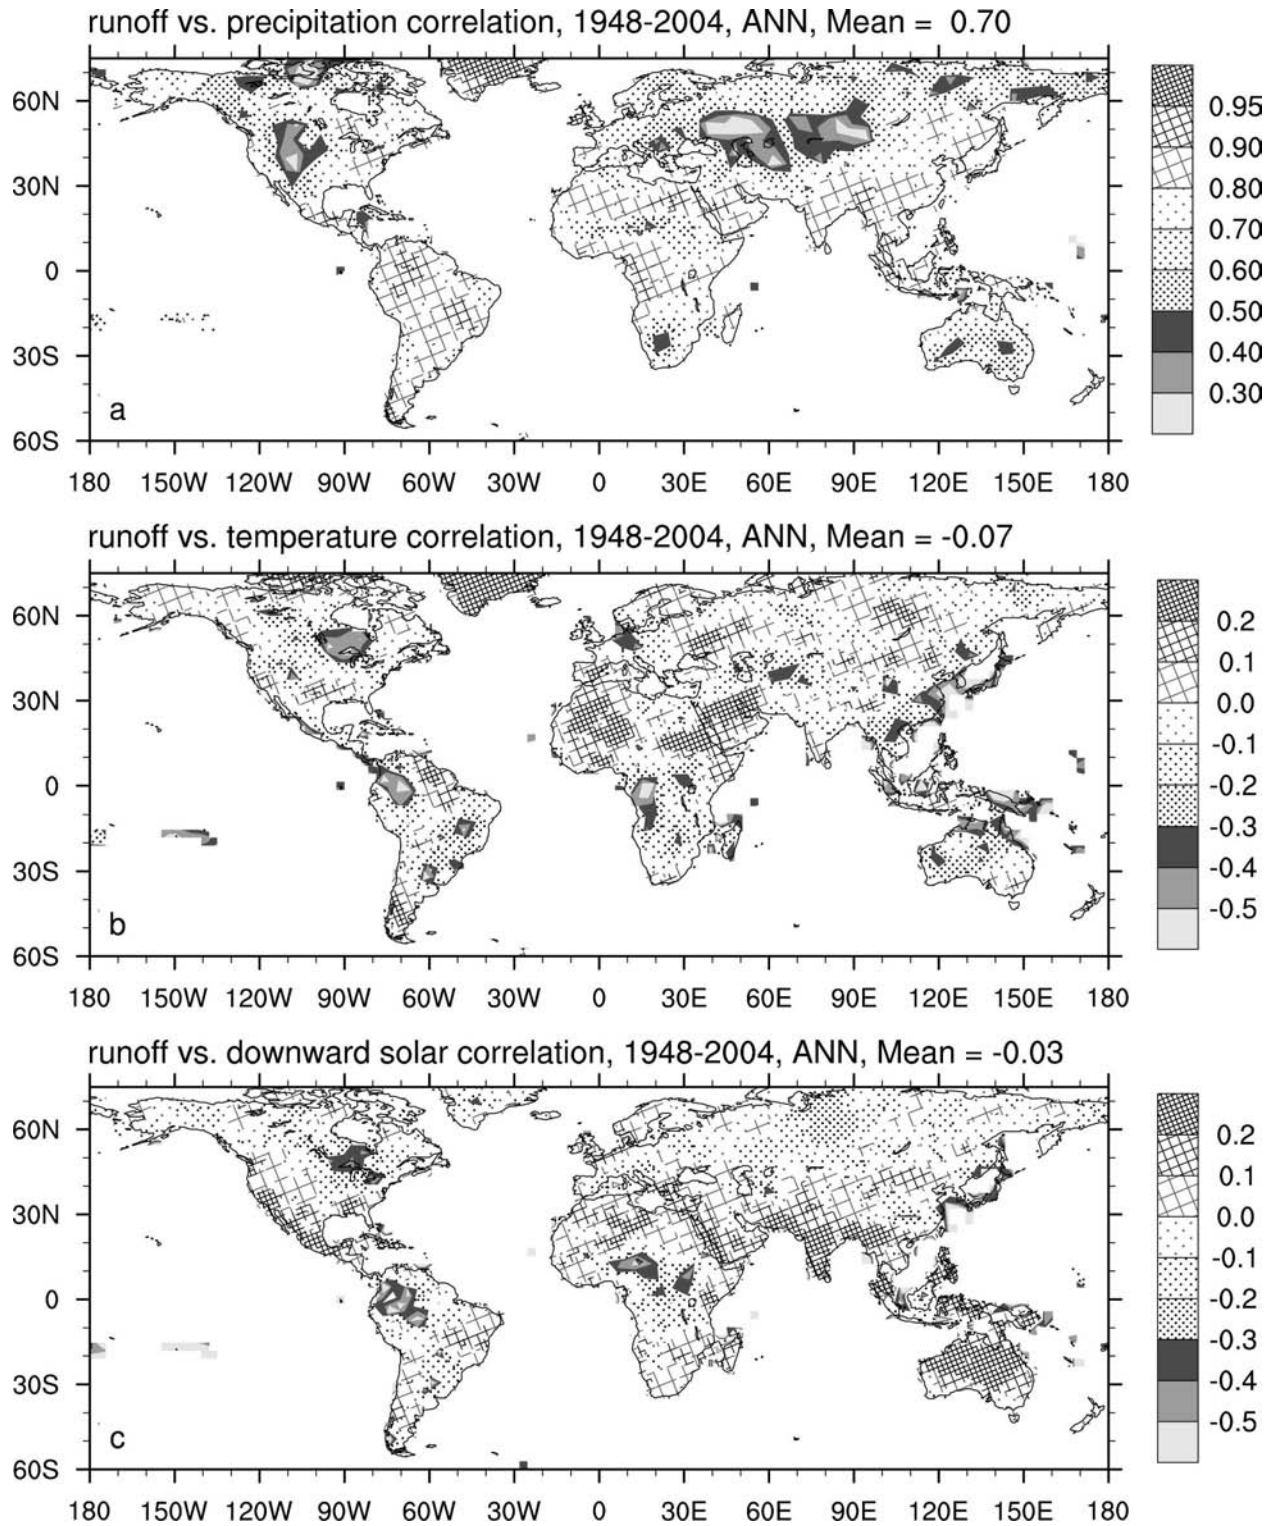 runoff vs. precipitation correlation, 1948-2004, ANN, Mean = 0.70
60N
30N
0
30S
60S
a
180 150W 120W 90W 60W 30W 0 30E 60E 90E 120E 150E 180
0.95
0.90
0.80
0.70
0.60
0.50
0.40
0.30
runoff vs. temperature correlation, 1948-2004, ANN, Mean = -0.07
60N
30N
0
30S
60S
b
180 150W 120W 90W 60W 30W 0 30E 60E 90E 120E 150E 180
0.2
0.1
0.0
-0.1
-0.2
-0.3
-0.4
-0.5
runoff vs. downward solar correlation, 1948-2004, ANN, Mean = -0.03
60N
30N
0
30S
60S
c
180 150W 120W 90W 60W 30W 0 30E 60E 90E 120E 150E 180
0.2
0.1
0.0
-0.1
-0.2
-0.3
-0.4
-0.5